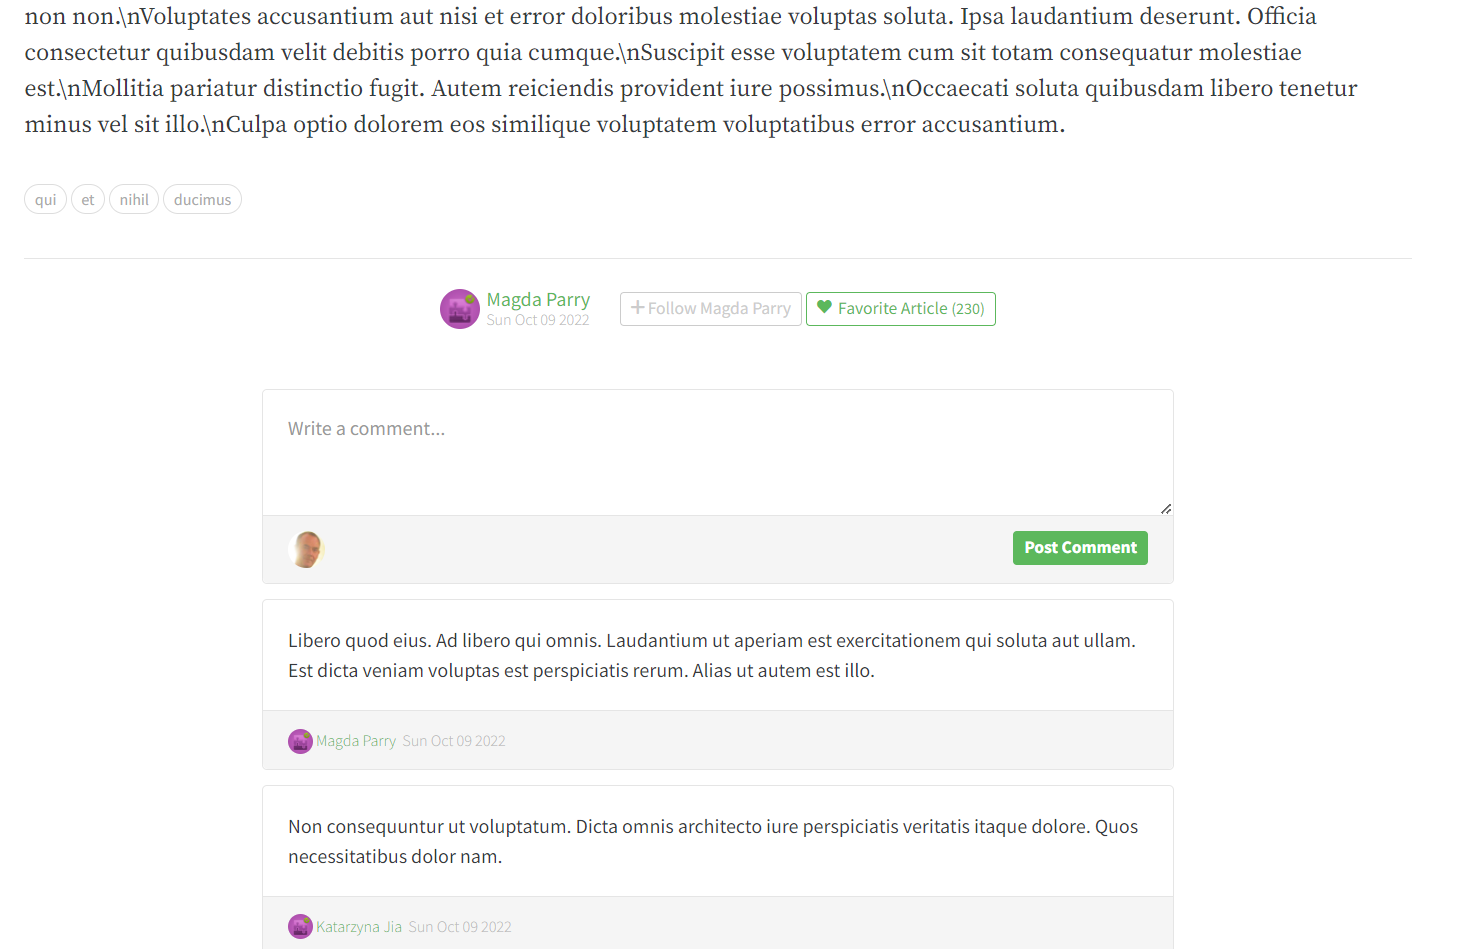 non non.\nVoluptates accusantium aut nisi et error doloribus molestiae voluptas soluta. Ipsa laudantium deserunt. Officia
consectetur quibusdam velit debitis porro quia cumque.\nSuscipit esse voluptatem cum sit totam consequatur molestiae
est.\nMollitia pariatur distinctio fugit. Autem reiciendis provident iure possimus.\nOccaecati soluta quibusdam libero tenetur
minus vel sit illo.\nCulpa optio dolorem eos similique voluptatem voluptatibus error accusantium.
qui et nihil ducimus
Magda Parry
Sun Oct 09 2022
Follow Magda Parry
Favorite Article (230)
Write a comment...
Post Comment
Libero quod eius. Ad libero qui omnis. Laudantium ut aperiam est exercitationem qui soluta aut ullam.
Est dicta veniam voluptas est perspiciatis rerum. Alias ut autem est illo.
Magda Parry Sun Oct 09 2022
Non consequuntur ut voluptatum. Dicta omnis architecto iure perspiciatis veritatis itaque dolore. Quos
necessitatibus dolor nam.
Katarzyna Jia Sun Oct 09 2022